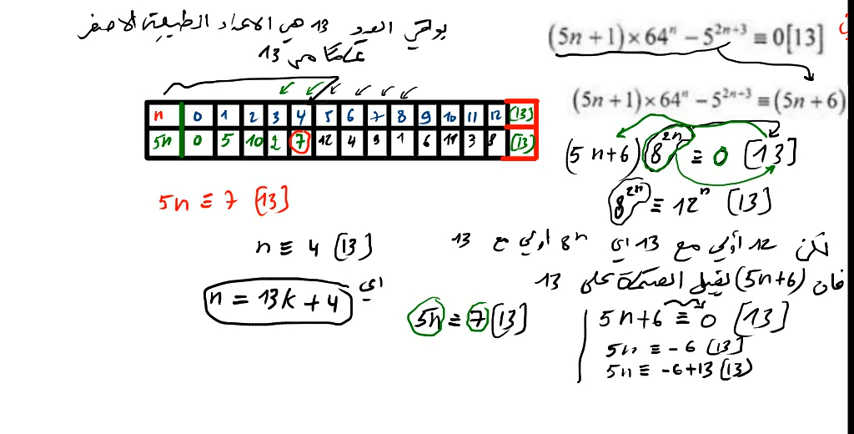 بواقي العدد 13 هي الاعداد الطبيعية الاصغر
تماما من 13
(5n+1)×64ⁿ − 5²ⁿ⁺³ ≡ 0[13]
(5n+1)×64ⁿ − 5²ⁿ⁺³ ≡ (5n+6)
n 0 1 2 3 4 5 6 7 8 9 10 11 12 [13]
5n 0 5 10 2 7 12 4 9 1 6 11 3 8 [13]
(5n+6) 8²ⁿ ≡ 0 [13]
8²ⁿ ≡ 12ⁿ [13]
5n ≡ 7 [13]
n ≡ 4 [13]
اي n = 13k + 4
لكن 12 أولي مع 13 اي 8ⁿ اولي مع 13
فان (5n+6) تقبل القسمة على 13
5n+6 ≡ 0 [13]
5n ≡ −6 [13]
5n ≡ −6+13 [13]
5n ≡ 7 [13]